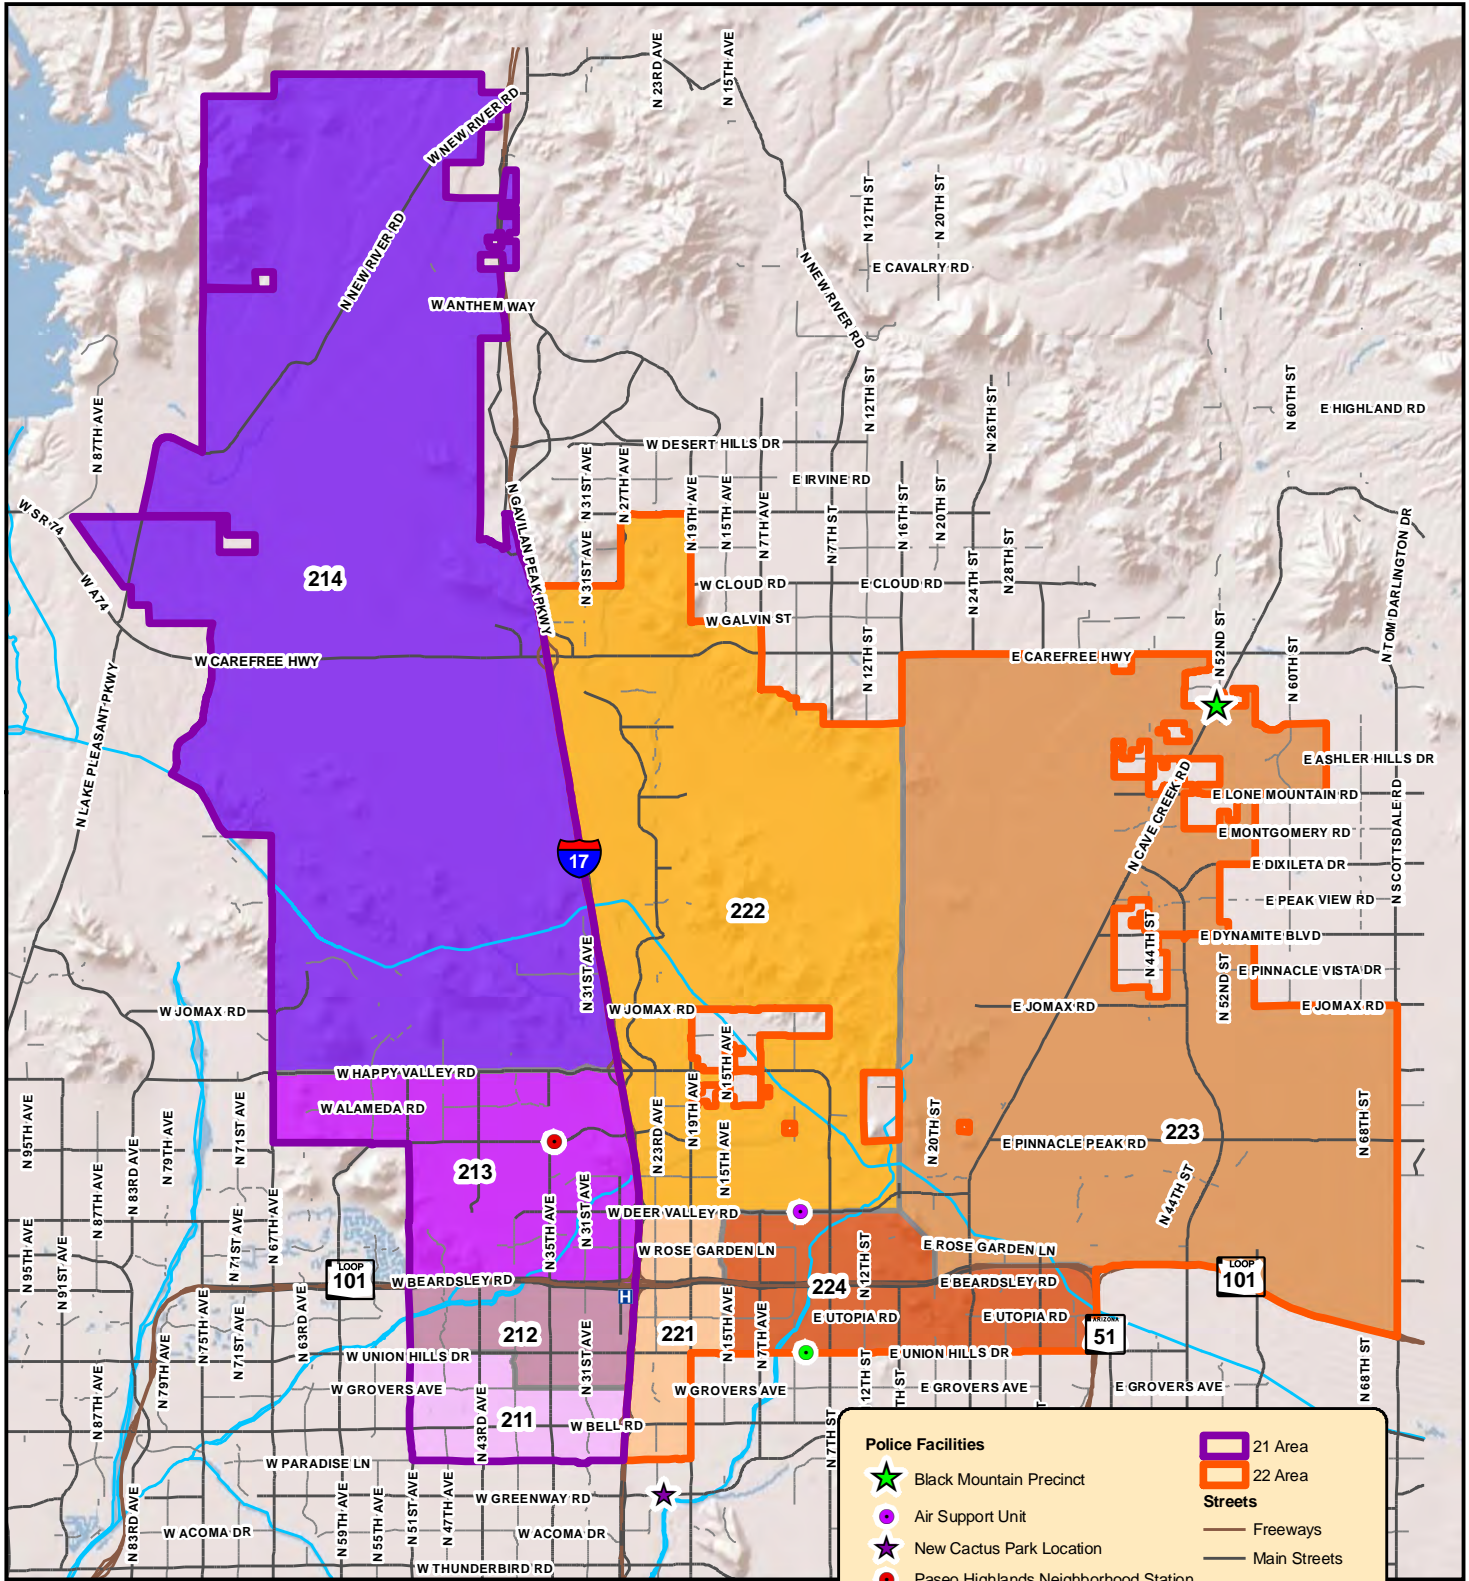 N 23RD AVE
N 15TH AVE
W NEW RIVER RD
N 12TH ST
N 20TH ST
N NEW RIVER RD
N NEW RIVER RD
E CAVALRY RD
W ANTHEM WAY
N 87TH AVE
N 12TH ST
N 26TH ST
N 60TH ST
E HIGHLAND RD
W DESERT HILLS DR
N 31ST AVE
N 27TH AVE
E IRVINE RD
N 19TH AVE
N 15TH AVE
N 7TH AVE
N 7TH ST
N 16TH ST
N 20TH ST
W SR 74
N GAVILAN PEAK PKWY
N TOM DARLINGTON DR
W A74
214
N 31ST AVE
W CLOUD RD
E CLOUD RD
N 24TH ST
N 28TH ST
W GALVIN ST
N 52ND ST
W CAREFREE HWY
N 12TH ST
E CAREFREE HWY
N 60TH ST
N LAKE PLEASANT PKWY
E ASHLER HILLS DR
N CAVE CREEK RD
E LONE MOUNTAIN RD
N SCOTTSDALE RD
E MONTGOMERY RD
17
E DIXILETA DR
222
E PEAK VIEW RD
N 44TH ST
E DYNAMITE BLVD
N 31ST AVE
N 52ND ST
E PINNACLE VISTA DR
W JOMAX RD
W JOMAX RD
E JOMAX RD
E JOMAX RD
N 15TH AVE
W HAPPY VALLEY RD
W ALAMEDA RD
N 95TH AVE
N 83RD AVE
N 79TH AVE
N 71ST AVE
N 23RD AVE
N 19TH AVE
N 20TH ST
N 68TH ST
223
E PINNACLE PEAK RD
213
N 87TH AVE
N 67TH AVE
N 35TH AVE
N 31ST AVE
N 15TH AVE
N 44TH ST
W DEER VALLEY RD
N 95TH AVE
N 91ST AVE
N 71ST AVE
W ROSE GARDEN LN
N 12TH ST
E ROSE GARDEN LN
LOOP
101
W BEARDSLEY RD
224
E BEARDSLEY RD
LOOP
101
H
N 75TH AVE
N 71ST AVE
N 63RD AVE
N 79TH AVE
212
221
N 15TH AVE
N 7TH AVE
E UTOPIA RD
E UTOPIA RD
ARIZONA
51
N 31ST AVE
W UNION HILLS DR
E UNION HILLS DR
N 87TH AVE
W GROVERS AVE
W GROVERS AVE
12TH ST
TH ST
E GROVERS AVE
E GROVERS AVE
N 68TH ST
N 43RD AVE
211
W BELL RD
N 7TH ST
W PARADISE LN
N 83RD AVE
N 59TH AVE
N 55TH AVE
N 51ST AVE
N 47TH AVE
W GREENWAY RD
W ACOMA DR
W ACOMA DR
W THUNDERBIRD RD
Police Facilities
Black Mountain Precinct
Air Support Unit
New Cactus Park Location
Paseo Highlands Neighborhood Station
21 Area
22 Area
Streets
Freeways
Main Streets